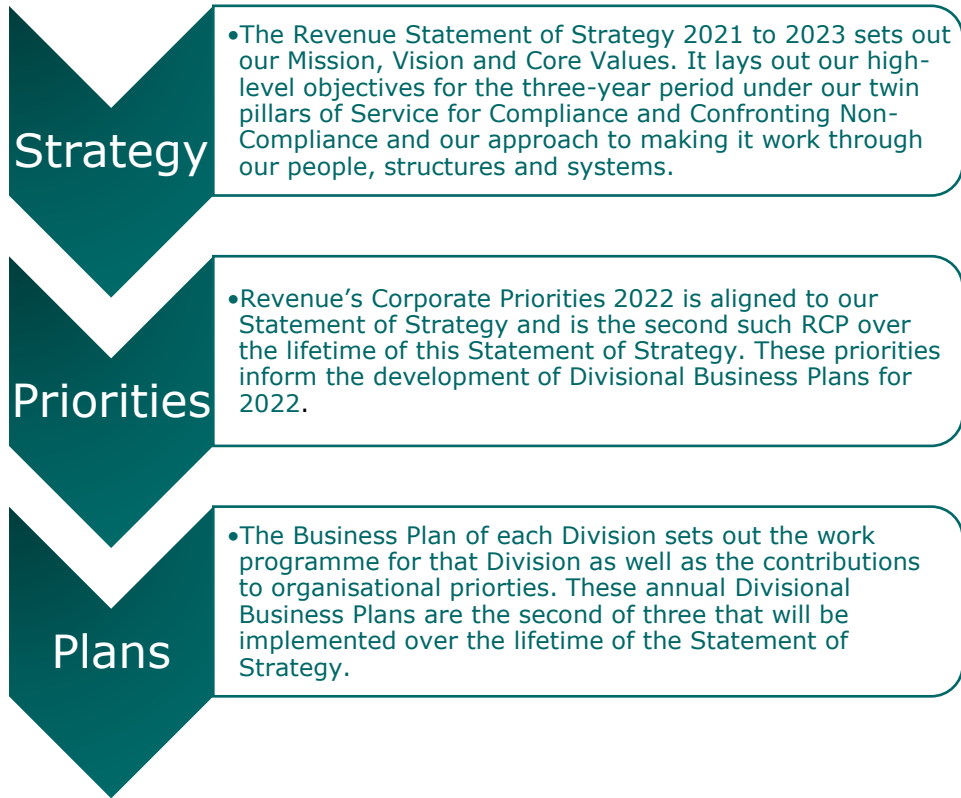 Strategy
•The Revenue Statement of Strategy 2021 to 2023 sets out
our Mission, Vision and Core Values. It lays out our high-
level objectives for the three-year period under our twin
pillars of Service for Compliance and Confronting Non-
Compliance and our approach to making it work through
our people, structures and systems.
Priorities
•Revenue’s Corporate Priorities 2022 is aligned to our
Statement of Strategy and is the second such RCP over
the lifetime of this Statement of Strategy. These priorities
inform the development of Divisional Business Plans for
2022.
Plans
•The Business Plan of each Division sets out the work
programme for that Division as well as the contributions
to organisational priorties. These annual Divisional
Business Plans are the second of three that will be
implemented over the lifetime of the Statement of
Strategy.